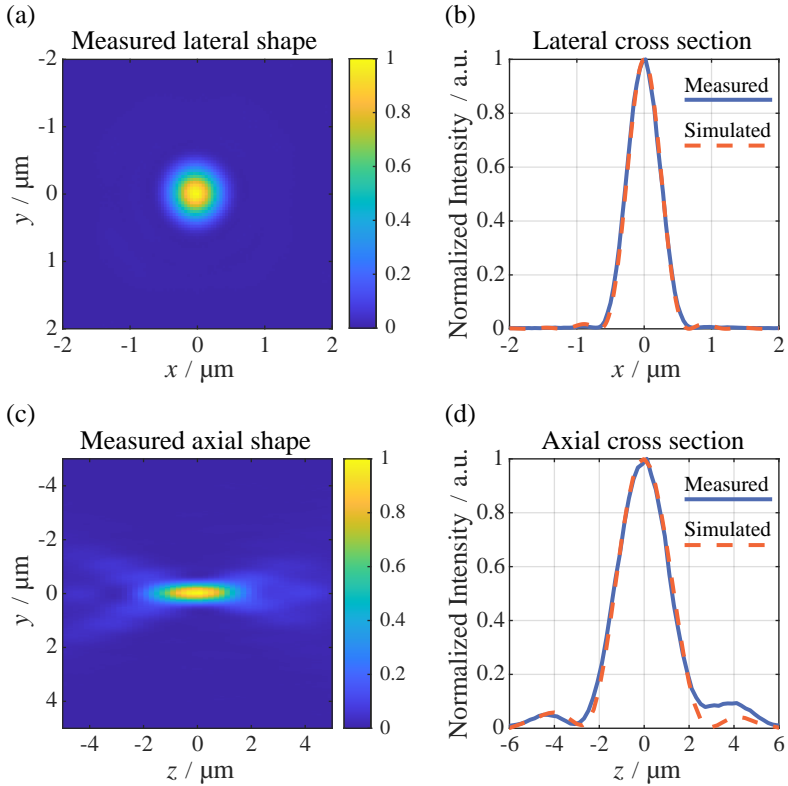 (a)
Measured lateral shape
-2
-1
0
1
2
y / μm
-2 -1 0 1 2
x / μm
1
0.8
0.6
0.4
0.2
0
(b)
Lateral cross section
1
0.8
0.6
0.4
0.2
0
Normalized Intensity / a.u.
Measured
Simulated
-2 -1 0 1 2
x / μm
(c)
Measured axial shape
-4
-2
0
2
4
y / μm
-4 -2 0 2 4
z / μm
1
0.8
0.6
0.4
0.2
0
(d)
Axial cross section
1
0.8
0.6
0.4
0.2
0
Normalized Intensity / a.u.
Measured
Simulated
-6 -4 -2 0 2 4 6
z / μm